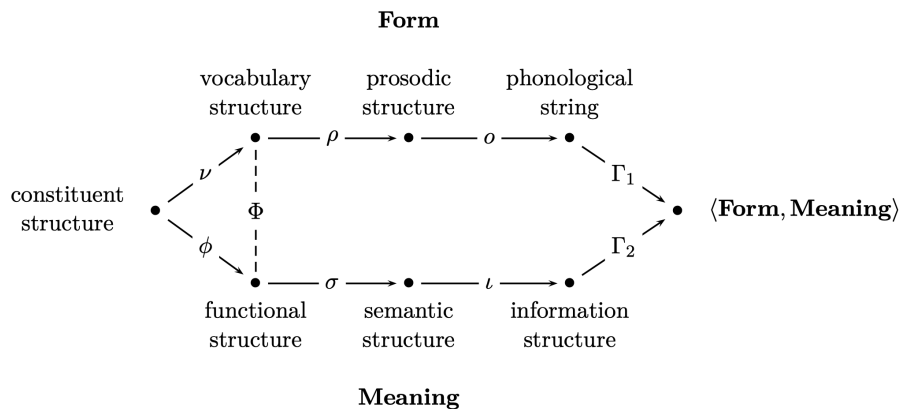 Form
vocabulary
structure
prosodic
structure
phonological
string
ρ
o
ν
Γ₁
constituent
structure
Φ
⟨Form, Meaning⟩
ϕ
Γ₂
σ
ι
functional
structure
semantic
structure
information
structure
Meaning